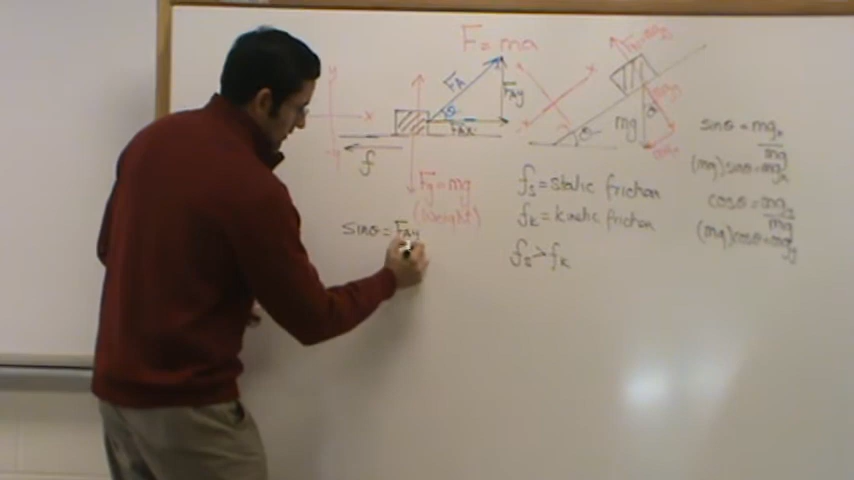 F = ma
y
x
FA
θ
FAy
FAx
f
Fg = mg
(Weight)
sinθ = FAy
fs = static friction
fk = kinetic friction
fs > fk
mg
θ
θ
sinθ = mgx
mg
(mg) sinθ = mgx
cosθ = mgy
mg
(mg) cosθ = mgy